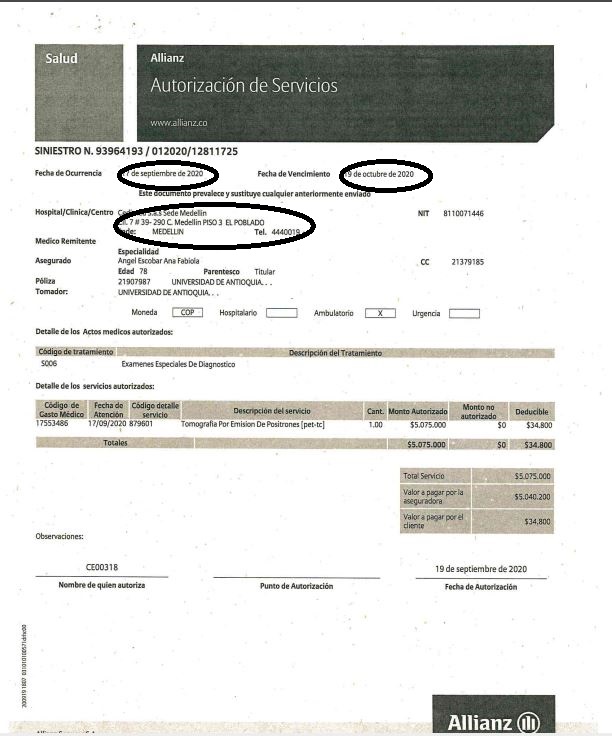 Salud
Allianz
Autorización de Servicios
www.allianz.co
SINIESTRO N. 93964193 / 012020/12811725
Fecha de Ocurrencia 7 de septiembre de 2020 Fecha de Vencimiento 9 de octubre de 2020
Este documento prevalece y sustituye cualquier anteriormente enviado
Hospital/Clinica/Centro S.a.s Sede Medellin NIT 8110071446
7 # 39- 290 C. Medellin PISO 3 EL POBLADO
MEDELLIN Tel. 4440019
Medico Remitente
Especialidad
Asegurado Angel Escobar Ana Fabiola CC 21379185
Edad 78 Parentesco Titular
Póliza 21907987 UNIVERSIDAD DE ANTIOQUIA. . .
Tomador: UNIVERSIDAD DE ANTIOQUIA. . .
Moneda COP Hospitalario Ambulatorio X Urgencia
Detalle de los Actos medicos autorizados:
Código de tratamiento Descripción del Tratamiento
S006 Examenes Especiales De Diagnostico
Detalle de los servicios autorizados:
Código de Gasto Médico Fecha de Atención Código detalle servicio Descripción del servicio Cant. Monto Autorizado Monto no autorizado Deducible
17553486 17/09/2020 879601 Tomografia Por Emision De Positrones [pet-tc] 1.00 $5.075.000 $0 $34.800
Totales $5.075.000 $0 $34.800
Total Servicio $5.075.000
Valor a pagar por la aseguradora $5.040.200
Valor a pagar por el cliente $34.800
Observaciones:
CE00318 19 de septiembre de 2020
Nombre de quien autoriza Punto de Autorización Fecha de Autorización
Allianz